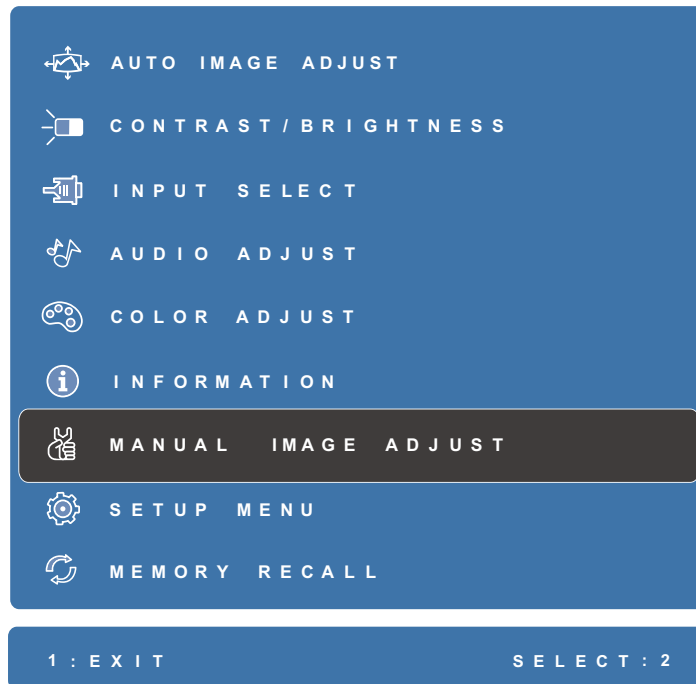 AUTO IMAGE ADJUST
CONTRAST/BRIGHTNESS
INPUT SELECT
AUDIO ADJUST
COLOR ADJUST
INFORMATION
MANUAL IMAGE ADJUST
SETUP MENU
MEMORY RECALL
1:EXIT SELECT:2